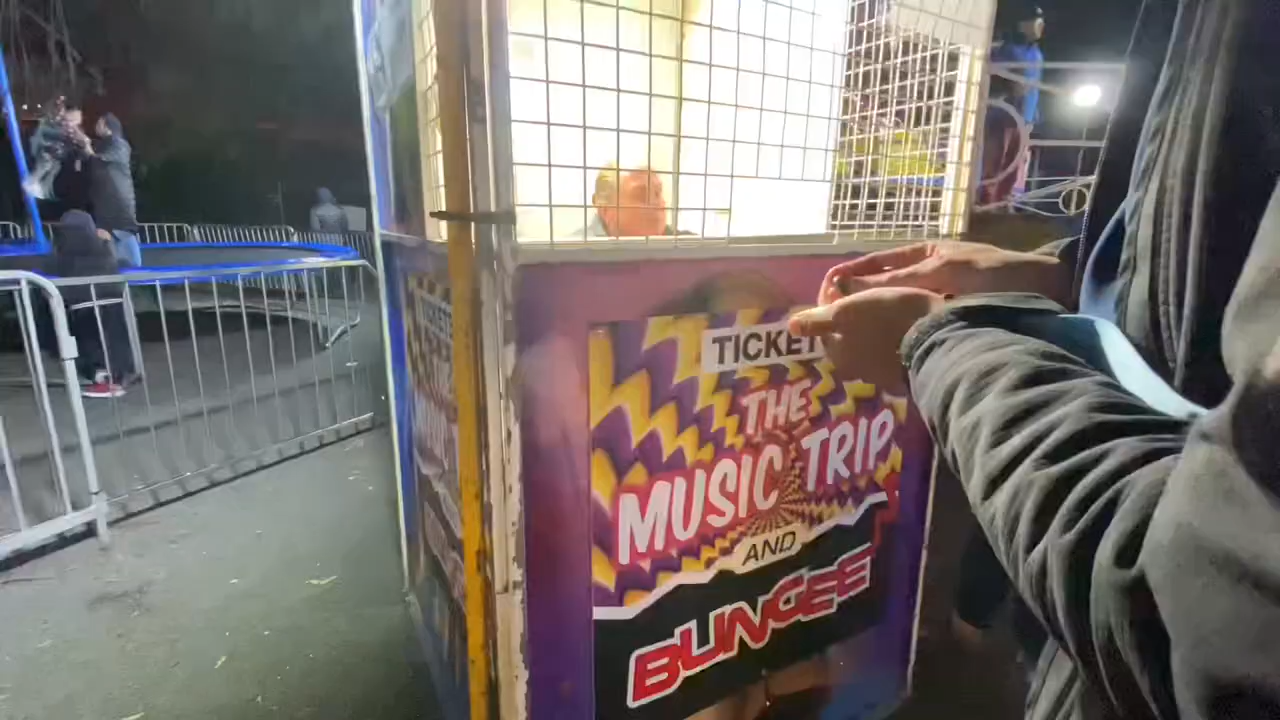 TICKET
THE
MUSIC TRIP
AND
BUNGEE